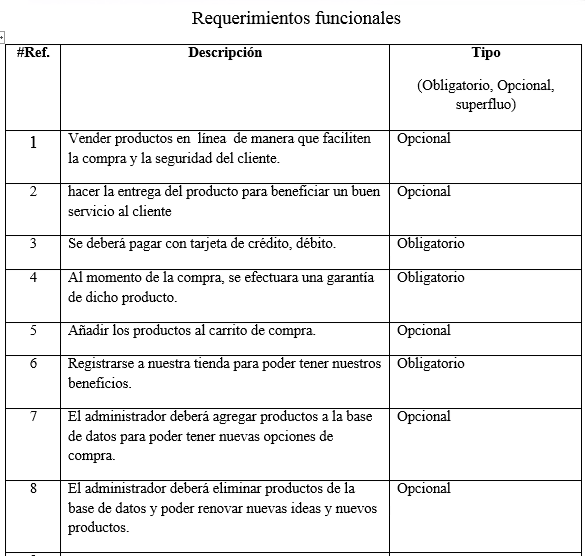 Requerimientos funcionales
#Ref.
Descripción
Tipo
(Obligatorio, Opcional,
superfluo)
1
Vender productos en línea de manera que faciliten
la compra y la seguridad del cliente.
Opcional
2
hacer la entrega del producto para beneficiar un buen
servicio al cliente
Opcional
3
Se deberá pagar con tarjeta de crédito, débito.
Obligatorio
4
Al momento de la compra, se efectuara una garantía
de dicho producto.
Obligatorio
5
Añadir los productos al carrito de compra.
Opcional
6
Registrarse a nuestra tienda para poder tener nuestros
beneficios.
Obligatorio
7
El administrador deberá agregar productos a la base
de datos para poder tener nuevas opciones de
compra.
Opcional
8
El administrador deberá eliminar productos de la
base de datos y poder renovar nuevas ideas y nuevos
productos.
Opcional